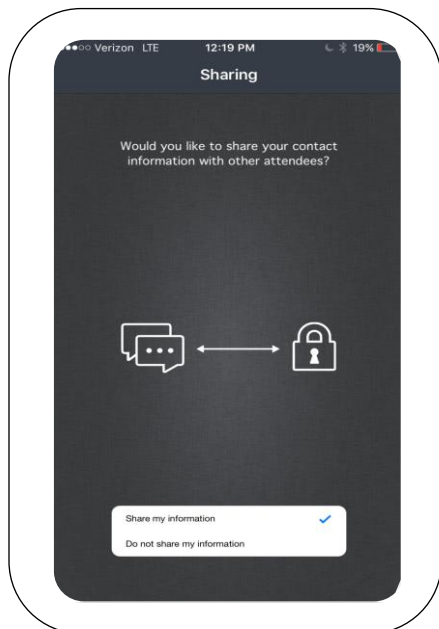 Verizon LTE 12:19 PM 19%
Sharing
Would you like to share your contact
information with other attendees?
Share my information
Do not share my information